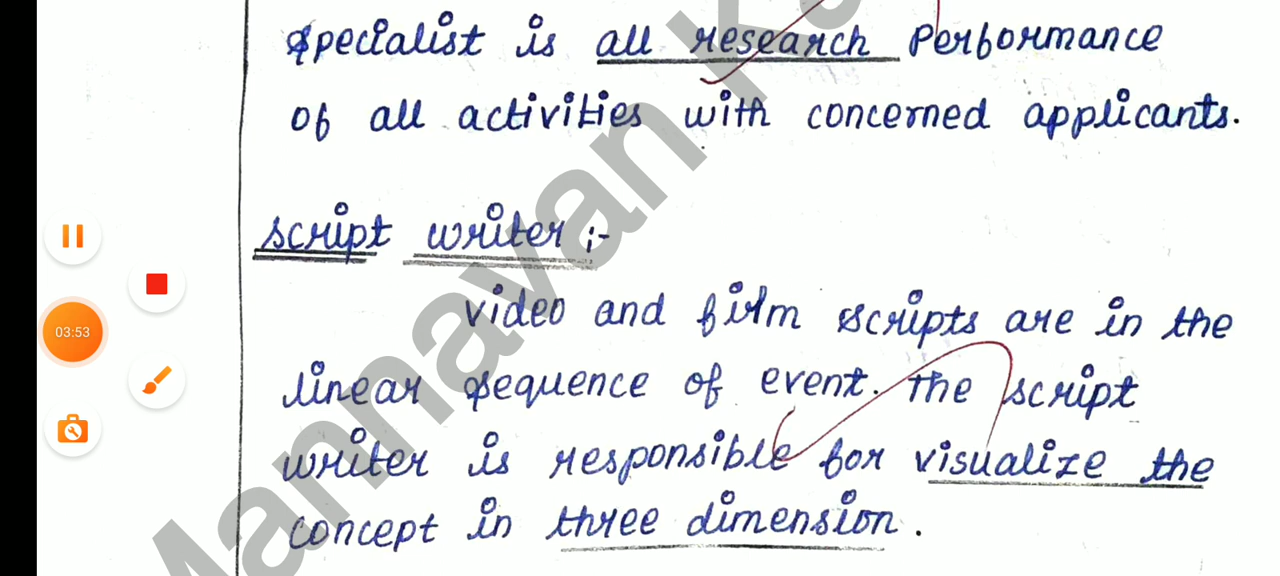 specialist is all research Performance
of all activities with concerned applicants.
script writer :-
video and film scripts are in the
linear sequence of event. the script
writer is responsible for visualize the
concept in three dimension.
03:53